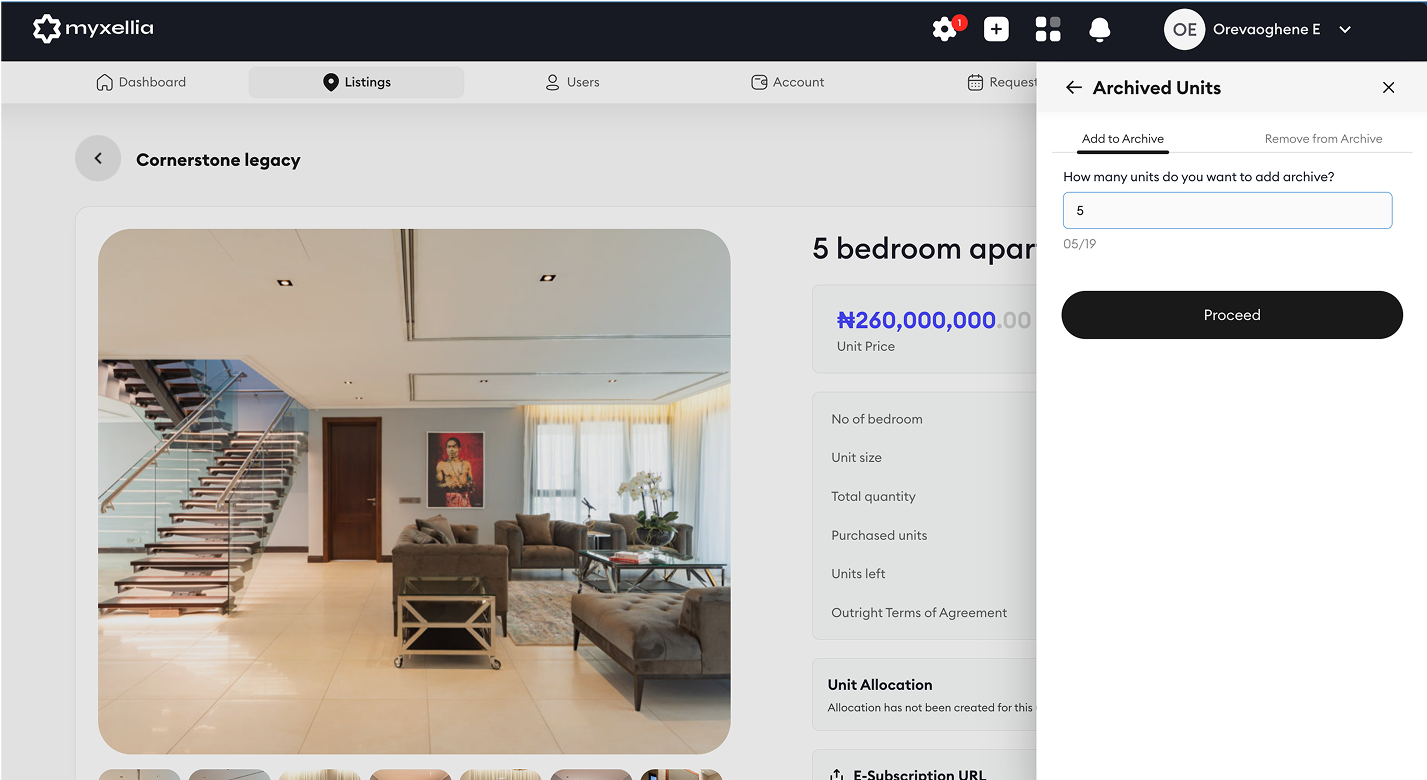 myxellia
1
OE
Orevaoghene E
Dashboard
Listings
Users
Account
Request
Archived Units
Cornerstone legacy
Add to Archive
Remove from Archive
How many units do you want to add archive?
5
05/19
Proceed
5 bedroom apar
₦260,000,000.00
Unit Price
No of bedroom
Unit size
Total quantity
Purchased units
Units left
Outright Terms of Agreement
Unit Allocation
Allocation has not been created for this
E-Subscription URL